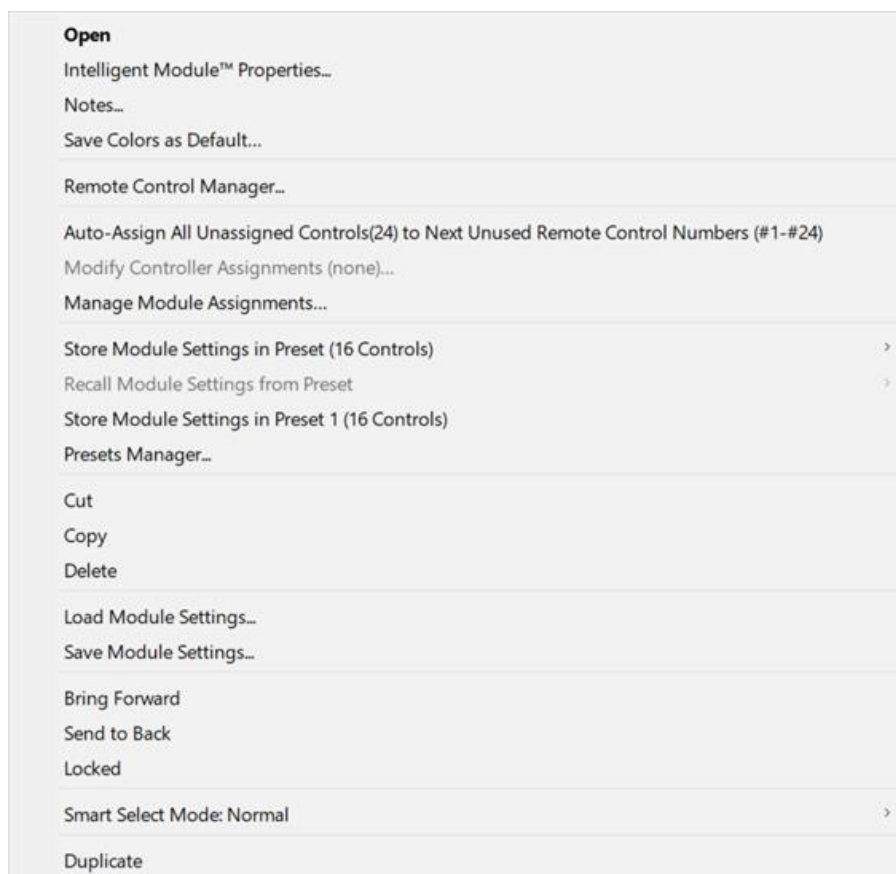 Open
Intelligent Module™ Properties...
Notes...
Save Colors as Default...
Remote Control Manager...
Auto-Assign All Unassigned Controls(24) to Next Unused Remote Control Numbers (#1-#24)
Modify Controller Assignments (none)...
Manage Module Assignments...
Store Module Settings in Preset (16 Controls)
Recall Module Settings from Preset
Store Module Settings in Preset 1 (16 Controls)
Presets Manager...
Cut
Copy
Delete
Load Module Settings...
Save Module Settings...
Bring Forward
Send to Back
Locked
Smart Select Mode: Normal
Duplicate